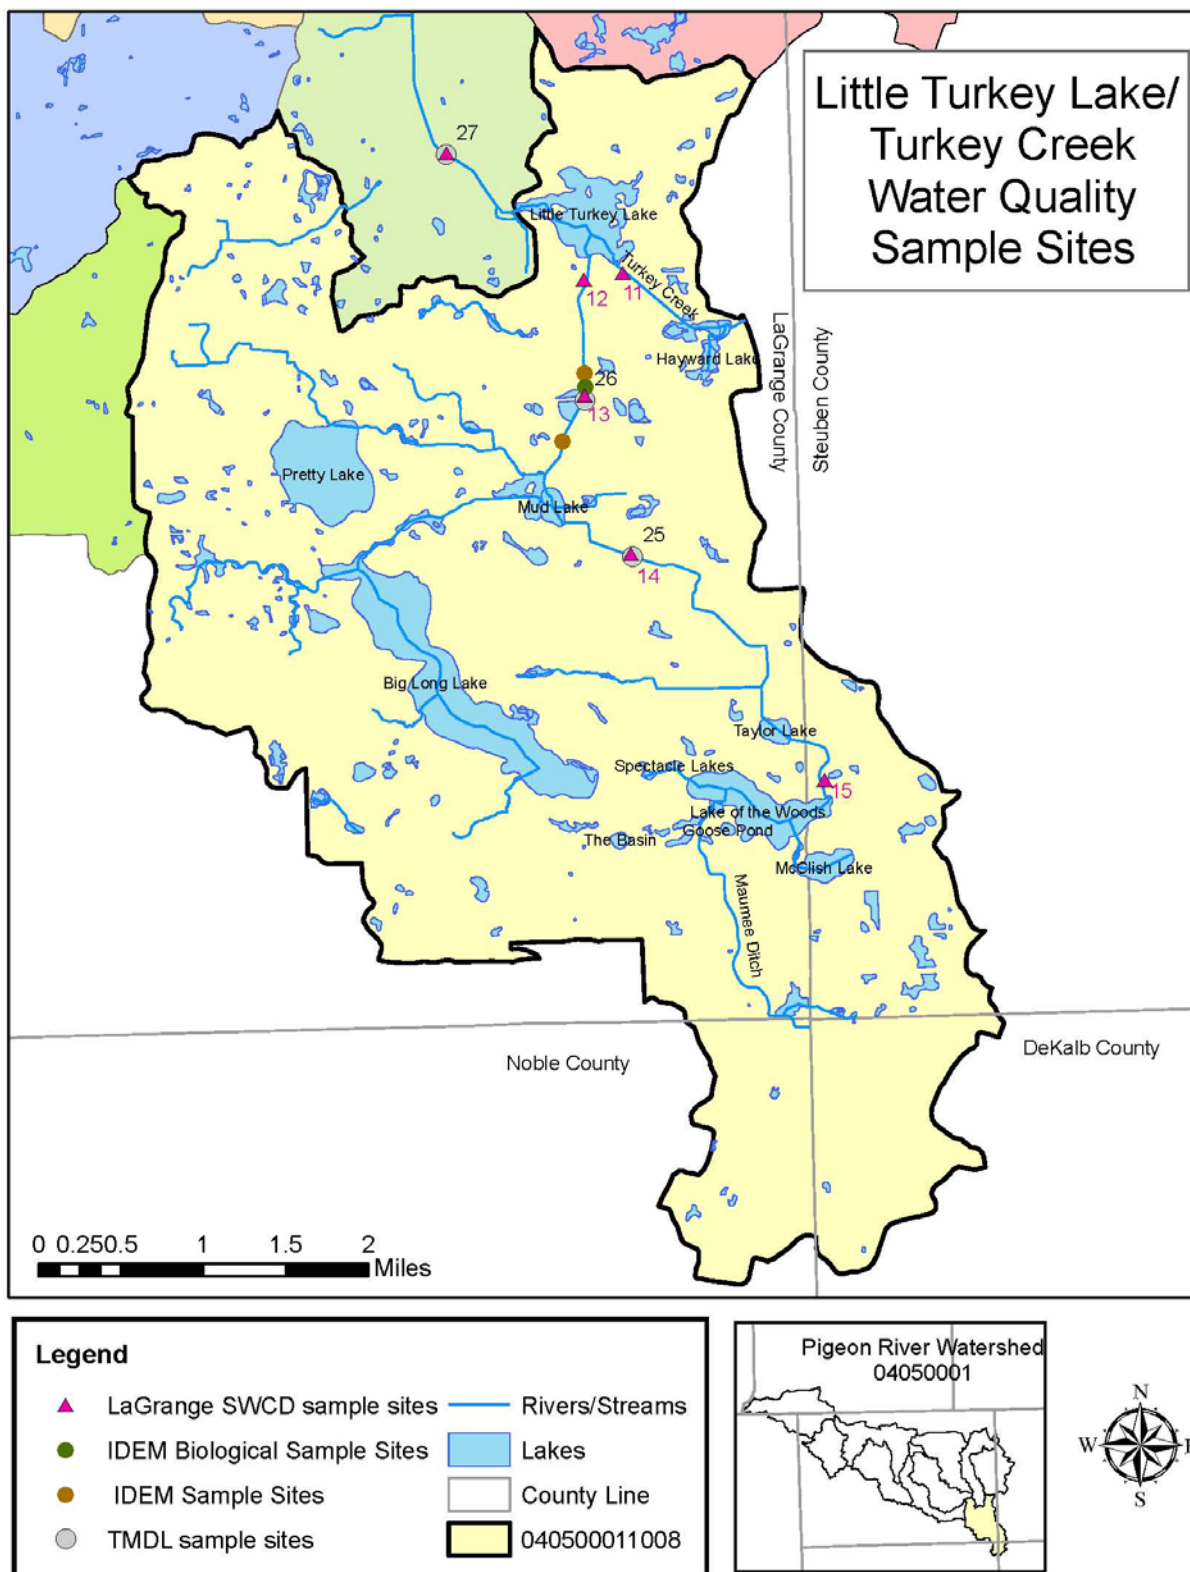 Little Turkey Lake/
Turkey Creek
Water Quality
Sample Sites
27
Little Turkey Lake
Turkey Creek
12
11
LaGrange County
Steuben County
Hayward Lake
26
13
Pretty Lake
Mud Lake
25
14
Big Long Lake
Taylor Lake
Spectacle Lakes
15
Lake of the Woods
Goose Pond
The Basin
McClish Lake
Maumee Ditch
Noble County
DeKalb County
0 0.25 0.5 1 1.5 2
Miles
Legend
LaGrange SWCD sample sites
IDEM Biological Sample Sites
IDEM Sample Sites
TMDL sample sites
Rivers/Streams
Lakes
County Line
040500011008
Pigeon River Watershed
04050001
N
W
E
S